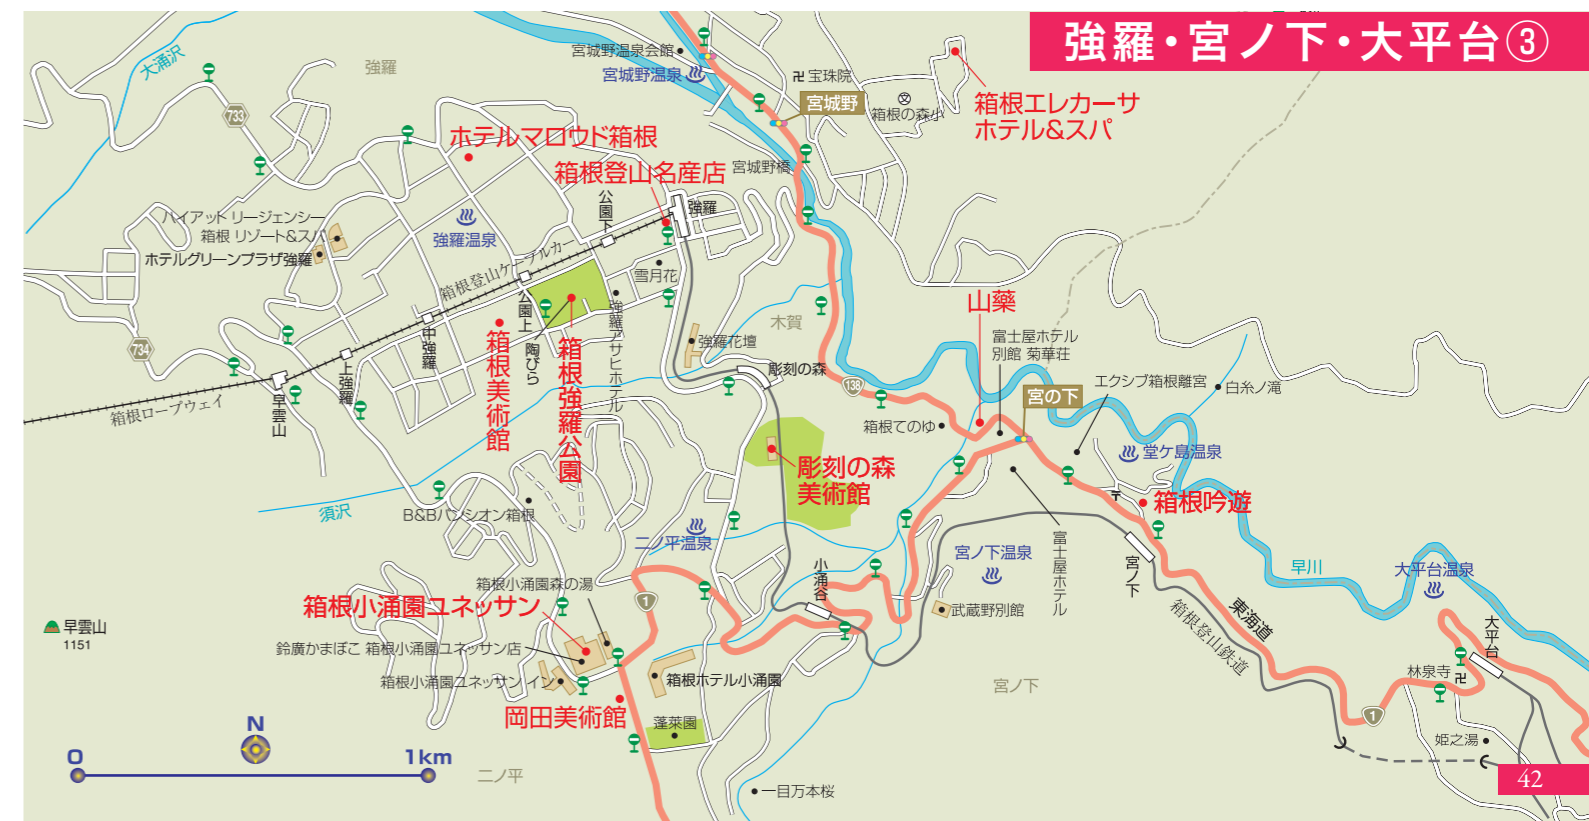 強羅・宮ノ下・大平台③
大涌沢
強羅
宮城野温泉会館
宮城野温泉
宝珠院
宮城野
箱根の森小
箱根エレカーサ
ホテル&スパ
733
ホテルマロウド箱根
箱根登山名産店
宮城野橋
公園下
強羅
ハイアット リージェンシー
箱根 リゾート&スパ
ホテルグリーンプラザ強羅
強羅温泉
箱根登山ケーブルカー
雪月花
公園上
陶びら
強羅アサヒホテル
箱根強羅公園
箱根美術館
中強羅
上強羅
734
早雲山
箱根ロープウェイ
強羅花壇
木賀
彫刻の森
138
山藥
富士屋ホテル
別館 菊華荘
エクシブ箱根離宮
白糸ノ滝
宮の下
箱根てのゆ
彫刻の森
美術館
堂ケ島温泉
箱根吟遊
須沢
B&Bパンシオン箱根
二ノ平温泉
小涌谷
宮ノ下温泉
富士屋ホテル
宮ノ下
早川
大平台温泉
箱根小涌園森の湯
箱根小涌園ユネッサン
1
武蔵野別館
東海道
箱根登山鉄道
大平台
早雲山
1151
鈴廣かまぼこ 箱根小涌園ユネッサン店
箱根小涌園ユネッサン イン
箱根ホテル小涌園
宮ノ下
林泉寺
岡田美術館
蓬莱園
1
姫之湯
N
0
1km
二ノ平
一目万本桜
42